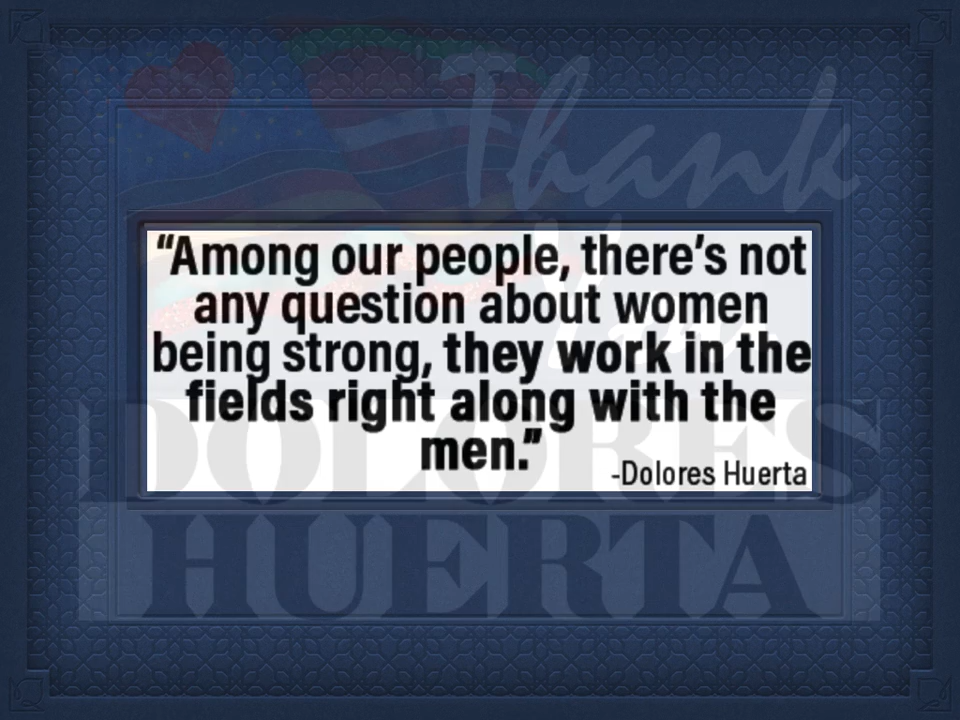 Thank
You
“Among our people, there’s not
any question about women
being strong, they work in the
fields right along with the
men.”
-Dolores Huerta
DOLORES
HUERTA